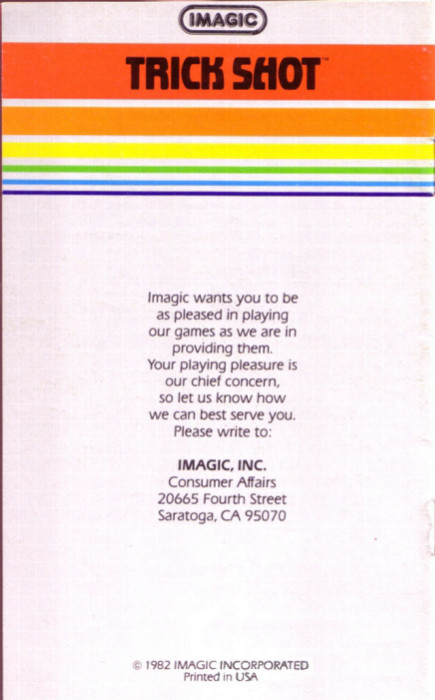 IMAGIC
TRICK SHOT™
Imagic wants you to be
as pleased in playing
our games as we are in
providing them.
Your playing pleasure is
our chief concern,
so let us know how
we can best serve you.
Please write to:
IMAGIC, INC.
Consumer Affairs
20665 Fourth Street
Saratoga, CA 95070
© 1982 IMAGIC INCORPORATED
Printed in USA